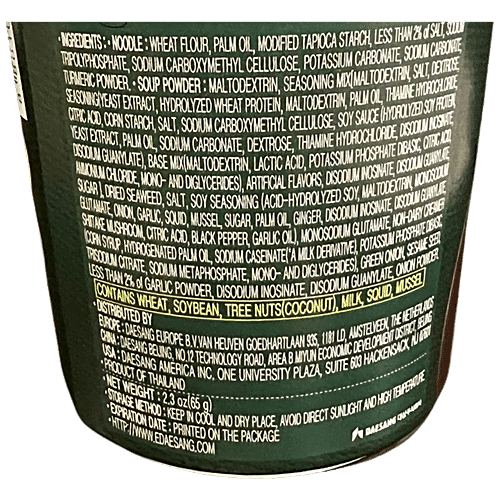 • INGREDIENTS : • NOODLE : WHEAT FLOUR, PALM OIL, MODIFIED TAPIOCA STARCH, LESS THAN 2% of SALT, SODIUM
TRIPOLYPHOSPHATE, SODIUM CARBOXYMETHYL CELLULOSE, POTASSIUM CARBONATE, SODIUM CARBONATE,
TURMERIC POWDER. • SOUP POWDER : MALTODEXTRIN, SEASONING MIX(MALTODEXTRIN, SALT, DEXTROSE,
SEASONING(YEAST EXTRACT, HYDROLYZED WHEAT PROTEIN, MALTODEXTRIN, PALM OIL, THIAMINE HYDROCHLORIDE,
CITRIC ACID, CORN STARCH, SALT, SODIUM CARBOXYMETHYL CELLULOSE, SOY SAUCE (HYDROLYZED SOY PROTEIN,
YEAST EXTRACT, PALM OIL, SODIUM CARBONATE, DEXTROSE, THIAMINE HYDROCHLORIDE, DISODIUM INOSINATE,
DISODIUM GUANYLATE), BASE MIX(MALTODEXTRIN, LACTIC ACID, POTASSIUM PHOSPHATE DIBASIC, CITRIC ACID,
AMMONIUM CHLORIDE, MONO- AND DIGLYCERIDES), ARTIFICIAL FLAVORS, DISODIUM INOSINATE, DISODIUM GUANYLATE,
SUGAR ), DRIED SEAWEED, SALT, SOY SEASONING (ACID-HYDROLYZED SOY, MALTODEXTRIN, MONOSODIUM
GLUTAMATE, ONION, GARLIC, SQUID, MUSSEL, SUGAR, PALM OIL, GINGER, DISODIUM INOSINATE, DISODIUM GUANYLATE,
SHIITAKE MUSHROOM, CITRIC ACID, BLACK PEPPER, GARLIC OIL), MONOSODIUM GLUTAMATE, NON-DAIRY CREAMER
(CORN SYRUP, HYDROGENATED PALM OIL, SODIUM CASEINATE(*A MILK DERIVATIVE), POTASSIUM PHOSPHATE DIBASIC,
TRISODIUM CITRATE, SODIUM METAPHOSPHATE, MONO- AND DIGLYCERIDES), GREEN ONION, SESAME SEED,
LESS THAN 2% of GARLIC POWDER, DISODIUM INOSINATE, DISODIUM GUANYLATE, ONION POWDER
(CONTAINS WHEAT, SOYBEAN, TREE NUTS(COCONUT), MILK, SQUID, MUSSEL)
• DISTRIBUTED BY
EUROPE : DAESANG EUROPE B.V.VAN HEUVEN GOEDHARTLAAN 935, 1181 LD, AMSTELVEEN, THE NETHERLANDS
CHINA : DAESANG BEIJING, NO.12 TECHNOLOGY ROAD, AREA B MIYUN ECONOMIC DEVELOPMENT DISTRICT, BEIJING
USA : DAESANG AMERICA INC. ONE UNIVERSITY PLAZA, SUITE 603 HACKENSACK, NJ 07601
• PRODUCT OF THAILAND
• NET WEIGHT : 2.3 oz(65 g)
• STORAGE METHOD : KEEP IN COOL AND DRY PLACE, AVOID DIRECT SUNLIGHT AND HIGH TEMPERATURE
• EXPIRATION DATE : PRINTED ON THE PACKAGE
• HTTP://WWW.EDAESANG.COM
DAESANG